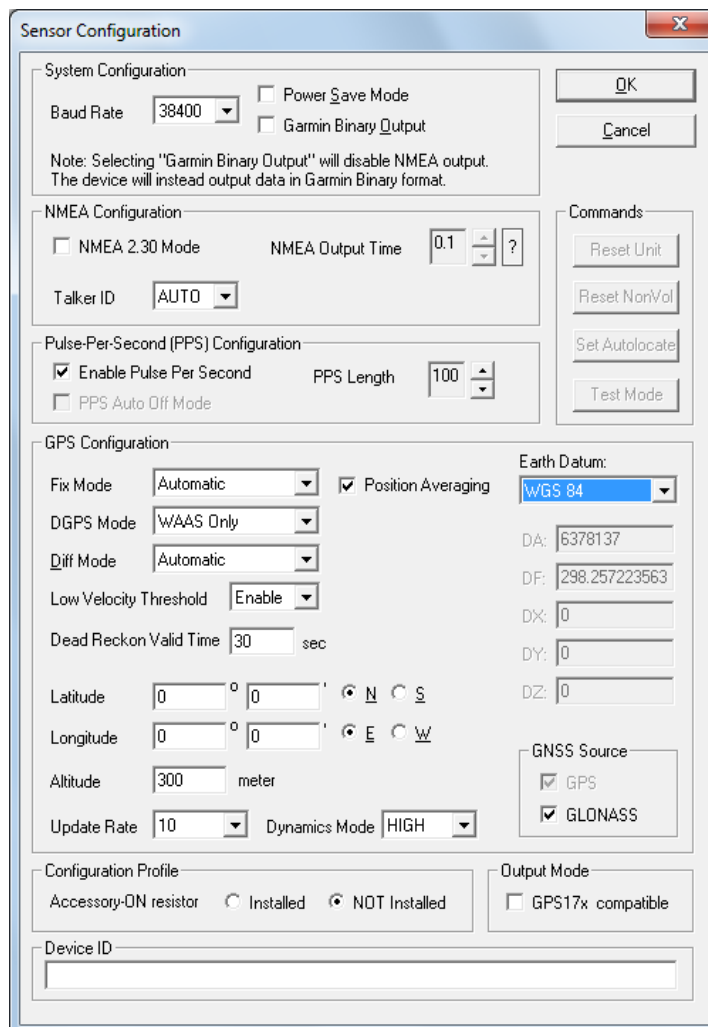 Sensor Configuration
System Configuration
Baud Rate 38400
Power Save Mode
Garmin Binary Output
Note: Selecting "Garmin Binary Output" will disable NMEA output.
The device will instead output data in Garmin Binary format.
OK
Cancel
NMEA Configuration
NMEA 2.30 Mode
NMEA Output Time 0.1 ?
Talker ID AUTO
Commands
Reset Unit
Reset NonVol
Set Autolocate
Test Mode
Pulse-Per-Second (PPS) Configuration
Enable Pulse Per Second
PPS Length 100
PPS Auto Off Mode
GPS Configuration
Fix Mode Automatic
Position Averaging
DGPS Mode WAAS Only
Diff Mode Automatic
Low Velocity Threshold Enable
Dead Reckon Valid Time 30 sec
Latitude 0 º 0 ' N S
Longitude 0 º 0 ' E W
Altitude 300 meter
Update Rate 10 Dynamics Mode HIGH
Earth Datum:
WGS 84
DA: 6378137
DF: 298.257223563
DX: 0
DY: 0
DZ: 0
GNSS Source
GPS
GLONASS
Configuration Profile
Accessory-ON resistor Installed NOT Installed
Output Mode
GPS17x compatible
Device ID